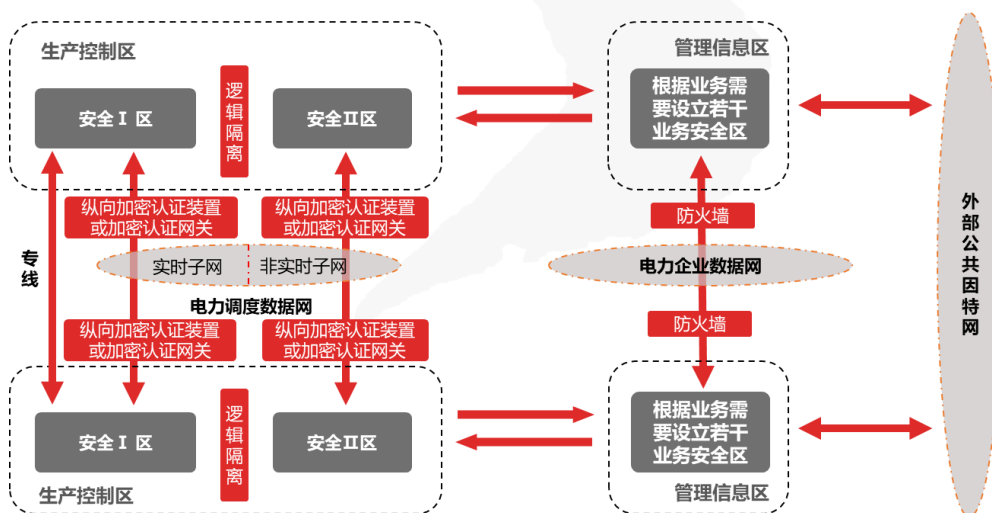 生产控制区
管理信息区
安全Ⅰ 区
逻辑隔离
安全Ⅱ区
根据业务需
要设立若干
业务安全区
纵向加密认证装置
或加密认证网关
纵向加密认证装置
或加密认证网关
防火墙
专线
实时子网
非实时子网
电力企业数据网
外部公共因特网
电力调度数据网
纵向加密认证装置
或加密认证网关
纵向加密认证装置
或加密认证网关
防火墙
安全Ⅰ 区
逻辑隔离
安全Ⅱ区
根据业务需
要设立若干
业务安全区
生产控制区
管理信息区